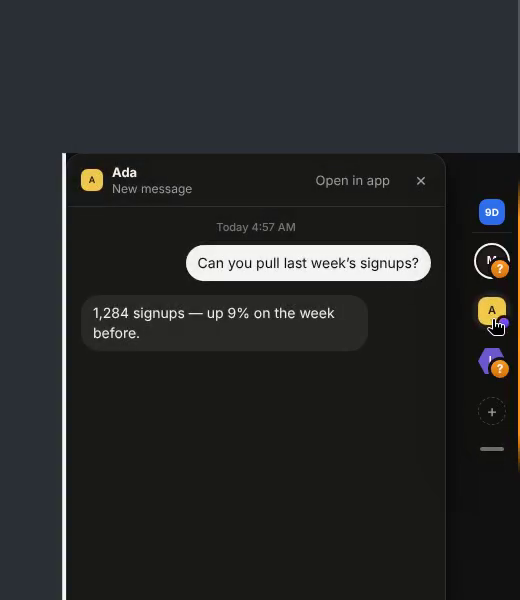 A
Ada
New message
Open in app
Today 4:57 AM
Can you pull last week’s signups?
1,284 signups — up 9% on the week
before.
9D
?
A
?
+